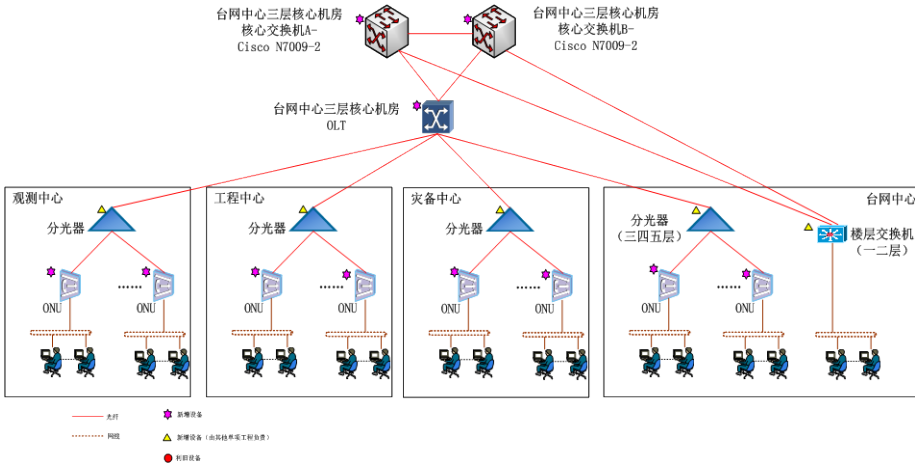 台网中心三层核心机房
核心交换机A-
Cisco N7009-2
台网中心三层核心机房
核心交换机B-
Cisco N7009-2
台网中心三层核心机房
OLT
观测中心
分光器
ONU
......
ONU
工程中心
分光器
ONU
......
ONU
灾备中心
分光器
ONU
......
ONU
台网中心
分光器
（三四五层）
楼层交换机
（一二层）
ONU
......
ONU
光纤
网线
新增设备
新增设备（由其他单项工程负责）
利旧设备